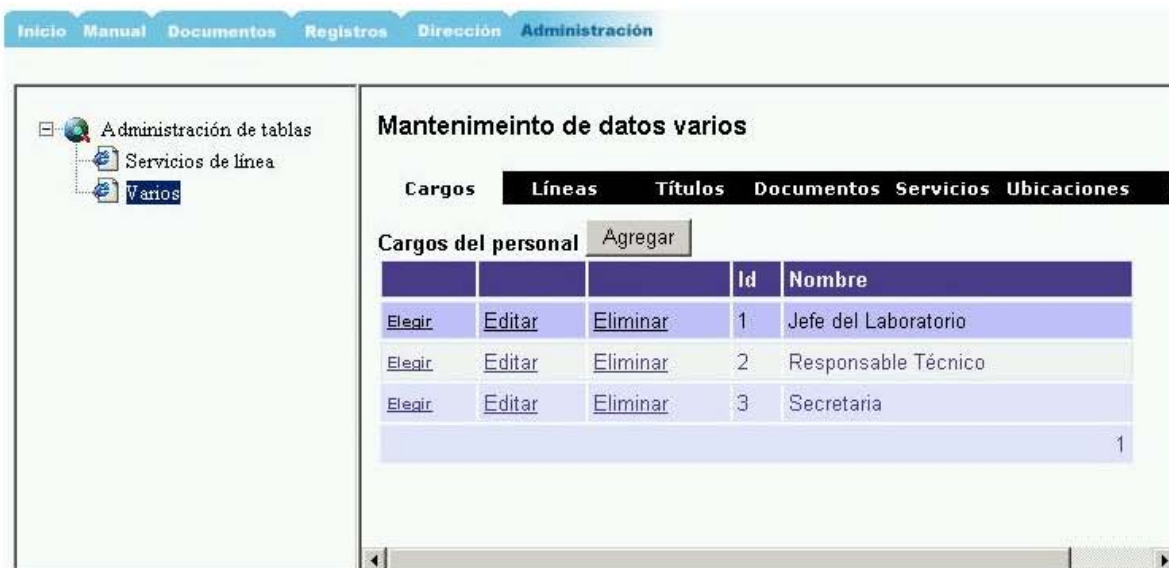 Inicio Manual Documentos Registros Dirección Administración
Administración de tablas
Servicios de línea
Varios
Mantenimeinto de datos varios
Cargos Líneas Títulos Documentos Servicios Ubicaciones
Cargos del personal Agregar
Id Nombre
Elegir Editar Eliminar 1 Jefe del Laboratorio
Elegir Editar Eliminar 2 Responsable Técnico
Elegir Editar Eliminar 3 Secretaria
1